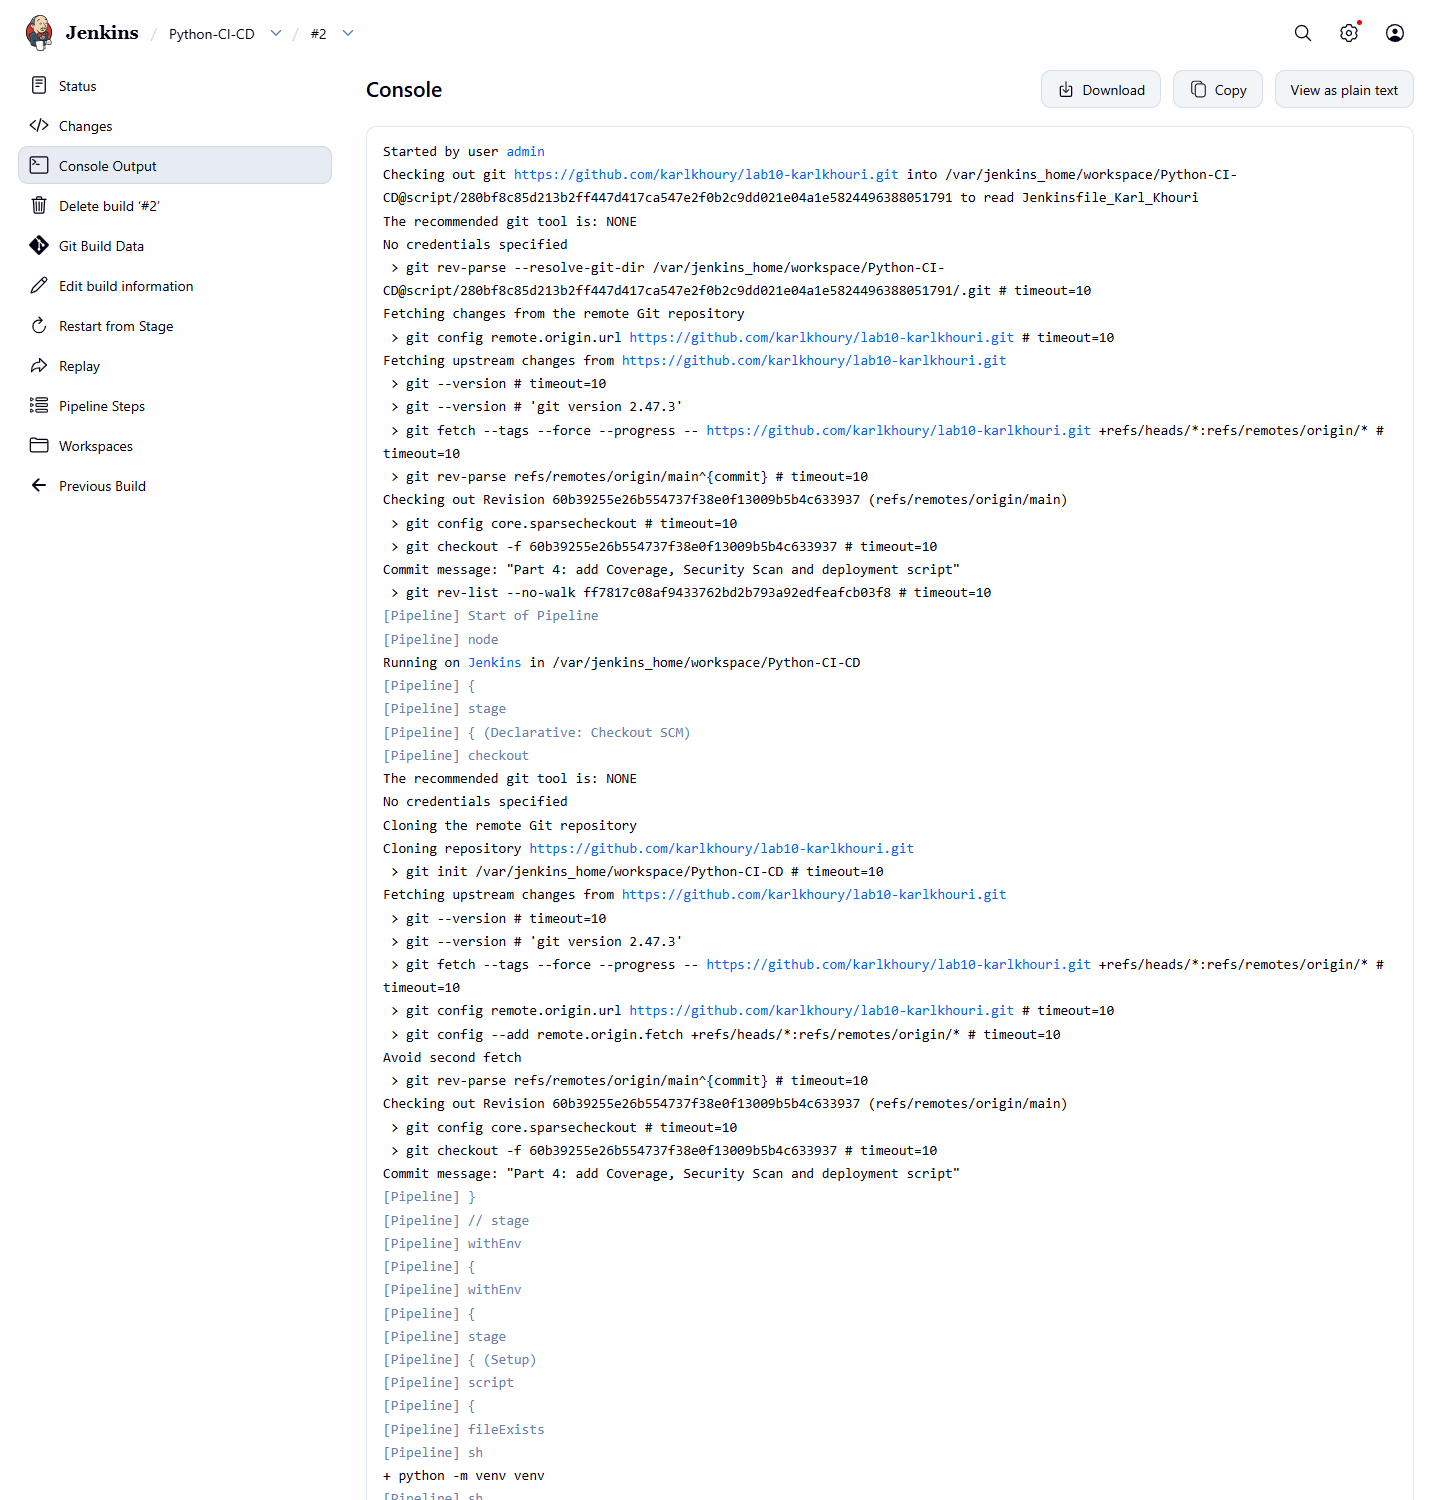 Jenkins / Python-CI-CD / #2
Status
Changes
Console Output
Delete build '#2'
Git Build Data
Edit build information
Restart from Stage
Replay
Pipeline Steps
Workspaces
Previous Build
Console
Download
Copy
View as plain text
Started by user admin
Checking out git https://github.com/karlkhoury/lab10-karlkhouri.git into /var/jenkins_home/workspace/Python-CI-
CD@script/280bf8c85d213b2ff447d417ca547e2f0b2c9dd021e04a1e5824496388051791 to read Jenkinsfile_Karl_Khouri
The recommended git tool is: NONE
No credentials specified
> git rev-parse --resolve-git-dir /var/jenkins_home/workspace/Python-CI-
CD@script/280bf8c85d213b2ff447d417ca547e2f0b2c9dd021e04a1e5824496388051791/.git # timeout=10
Fetching changes from the remote Git repository
> git config remote.origin.url https://github.com/karlkhoury/lab10-karlkhouri.git # timeout=10
Fetching upstream changes from https://github.com/karlkhoury/lab10-karlkhouri.git
> git --version # timeout=10
> git --version # 'git version 2.47.3'
> git fetch --tags --force --progress -- https://github.com/karlkhoury/lab10-karlkhouri.git +refs/heads/*:refs/remotes/origin/* #
timeout=10
> git rev-parse refs/remotes/origin/main^{commit} # timeout=10
Checking out Revision 60b39255e26b554737f38e0f13009b5b4c633937 (refs/remotes/origin/main)
> git config core.sparsecheckout # timeout=10
> git checkout -f 60b39255e26b554737f38e0f13009b5b4c633937 # timeout=10
Commit message: "Part 4: add Coverage, Security Scan and deployment script"
> git rev-list --no-walk ff7817c08af9433762bd2b793a92edfeafcb03f8 # timeout=10
[Pipeline] Start of Pipeline
[Pipeline] node
Running on Jenkins in /var/jenkins_home/workspace/Python-CI-CD
[Pipeline] {
[Pipeline] stage
[Pipeline] { (Declarative: Checkout SCM)
[Pipeline] checkout
The recommended git tool is: NONE
No credentials specified
Cloning the remote Git repository
Cloning repository https://github.com/karlkhoury/lab10-karlkhouri.git
> git init /var/jenkins_home/workspace/Python-CI-CD # timeout=10
Fetching upstream changes from https://github.com/karlkhoury/lab10-karlkhouri.git
> git --version # timeout=10
> git --version # 'git version 2.47.3'
> git fetch --tags --force --progress -- https://github.com/karlkhoury/lab10-karlkhouri.git +refs/heads/*:refs/remotes/origin/* #
timeout=10
> git config remote.origin.url https://github.com/karlkhoury/lab10-karlkhouri.git # timeout=10
> git config --add remote.origin.fetch +refs/heads/*:refs/remotes/origin/* # timeout=10
Avoid second fetch
> git rev-parse refs/remotes/origin/main^{commit} # timeout=10
Checking out Revision 60b39255e26b554737f38e0f13009b5b4c633937 (refs/remotes/origin/main)
> git config core.sparsecheckout # timeout=10
> git checkout -f 60b39255e26b554737f38e0f13009b5b4c633937 # timeout=10
Commit message: "Part 4: add Coverage, Security Scan and deployment script"
[Pipeline] }
[Pipeline] // stage
[Pipeline] withEnv
[Pipeline] {
[Pipeline] withEnv
[Pipeline] {
[Pipeline] stage
[Pipeline] { (Setup)
[Pipeline] script
[Pipeline] {
[Pipeline] fileExists
[Pipeline] sh
+ python -m venv venv
[Pipeline] sh